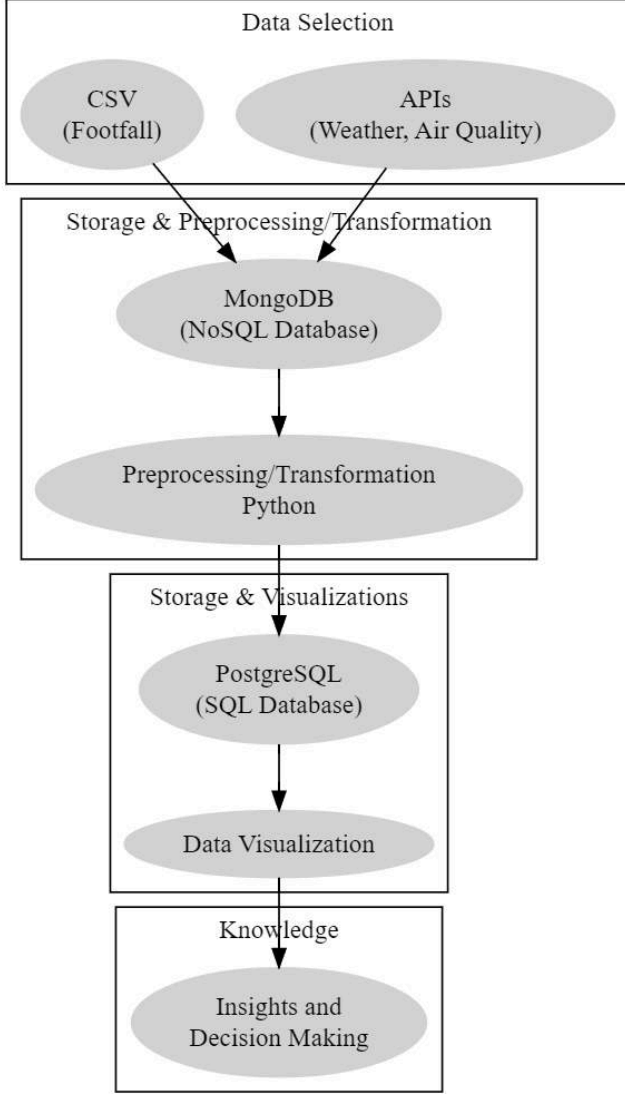 Data Selection
CSV
(Footfall)
APIs
(Weather, Air Quality)
Storage & Preprocessing/Transformation
MongoDB
(NoSQL Database)
Preprocessing/Transformation
Python
Storage & Visualizations
PostgreSQL
(SQL Database)
Data Visualization
Knowledge
Insights and
Decision Making